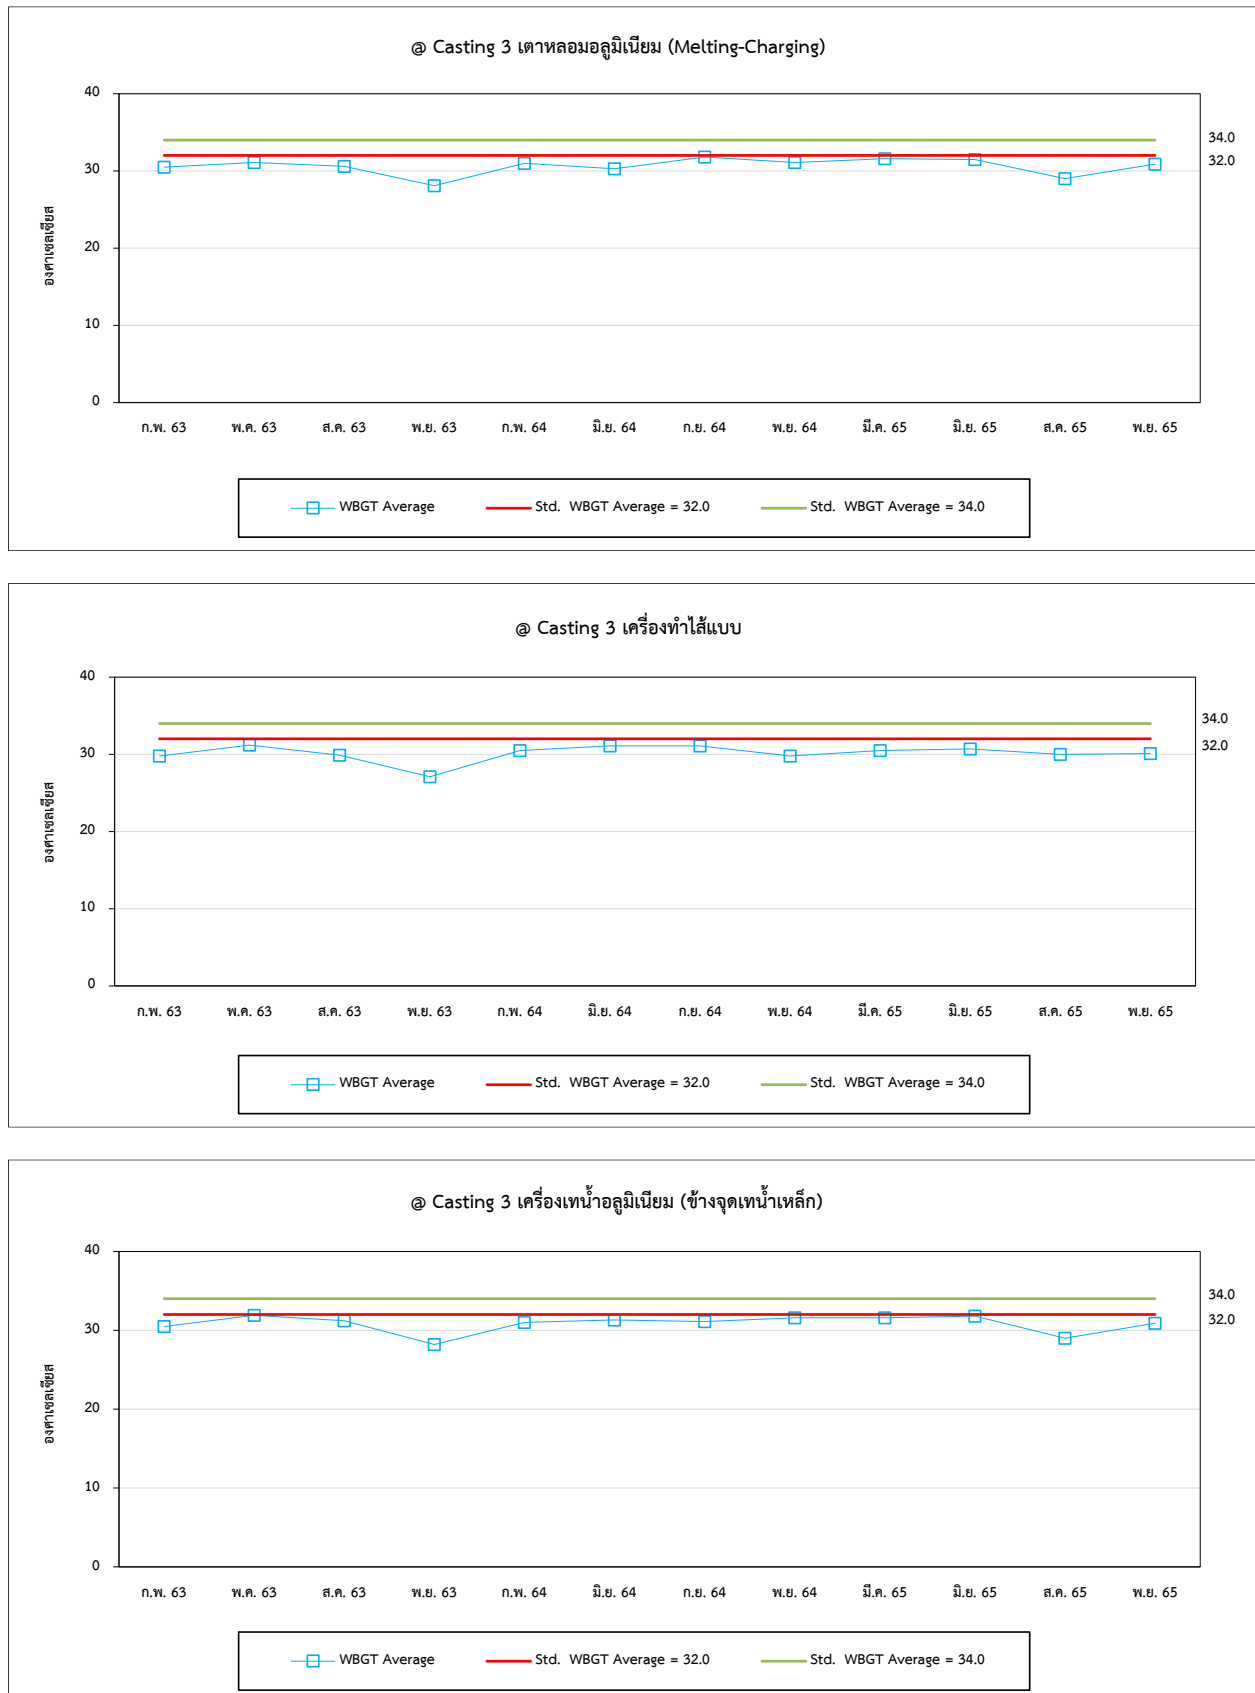 @ Casting 3 เตาหลอมอลูมิเนียม (Melting-Charging)
องศาเซลเซียส
40
30
20
10
0
34.0
32.0
ก.พ. 63 พ.ค. 63 ส.ค. 63 พ.ย. 63 ก.พ. 64 มิ.ย. 64 ก.ย. 64 พ.ย. 64 มี.ค. 65 มิ.ย. 65 ส.ค. 65 พ.ย. 65
WBGT Average Std. WBGT Average = 32.0 Std. WBGT Average = 34.0
@ Casting 3 เครื่องทำไส้แบบ
องศาเซลเซียส
40
30
20
10
0
34.0
32.0
ก.พ. 63 พ.ค. 63 ส.ค. 63 พ.ย. 63 ก.พ. 64 มิ.ย. 64 ก.ย. 64 พ.ย. 64 มี.ค. 65 มิ.ย. 65 ส.ค. 65 พ.ย. 65
WBGT Average Std. WBGT Average = 32.0 Std. WBGT Average = 34.0
@ Casting 3 เครื่องเทน้ำอลูมิเนียม (ข้างจุดเทน้ำเหล็ก)
องศาเซลเซียส
40
30
20
10
0
34.0
32.0
ก.พ. 63 พ.ค. 63 ส.ค. 63 พ.ย. 63 ก.พ. 64 มิ.ย. 64 ก.ย. 64 พ.ย. 64 มี.ค. 65 มิ.ย. 65 ส.ค. 65 พ.ย. 65
WBGT Average Std. WBGT Average = 32.0 Std. WBGT Average = 34.0